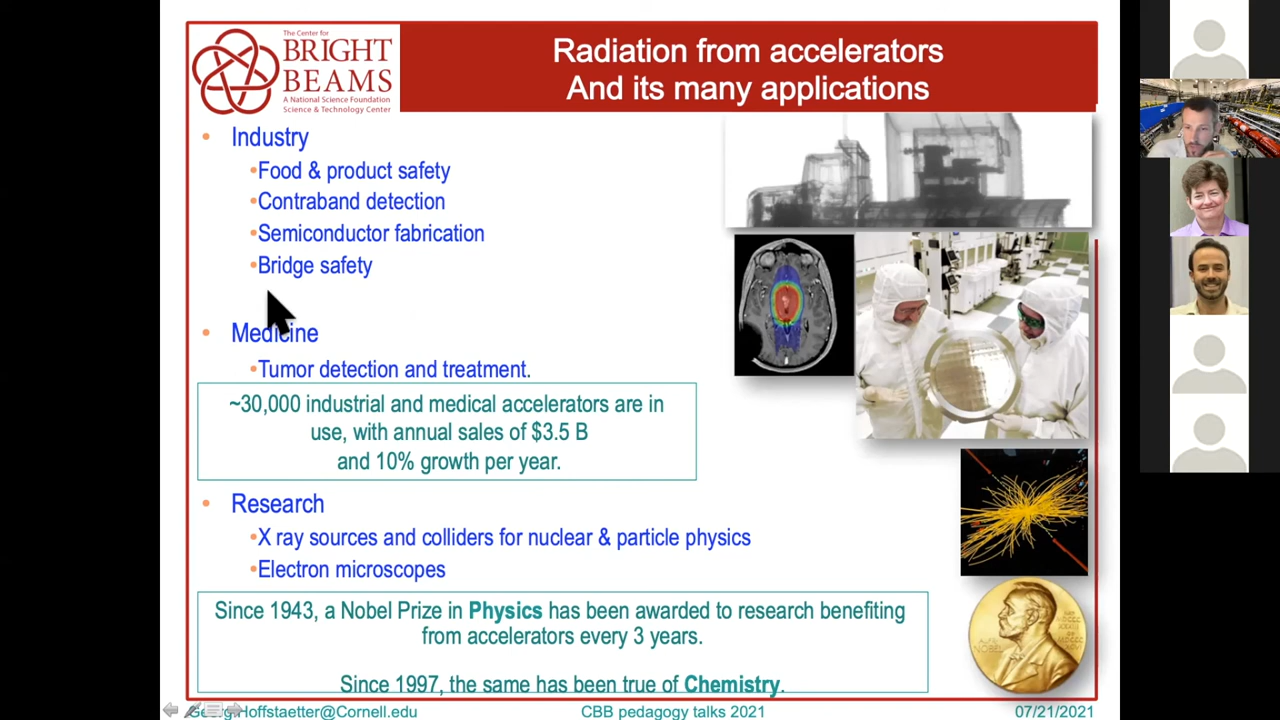 The Center for
BRIGHT
BEAMS
A National Science Foundation
Science & Technology Center
Radiation from accelerators
And its many applications
• Industry
•Food & product safety
•Contraband detection
•Semiconductor fabrication
•Bridge safety
• Medicine
•Tumor detection and treatment.
~30,000 industrial and medical accelerators are in
use, with annual sales of $3.5 B
and 10% growth per year.
• Research
•X ray sources and colliders for nuclear & particle physics
•Electron microscopes
Since 1943, a Nobel Prize in Physics has been awarded to research benefiting
from accelerators every 3 years.
Since 1997, the same has been true of Chemistry.
Georg.Hoffstaetter@Cornell.edu
CBB pedagogy talks 2021
07/21/2021